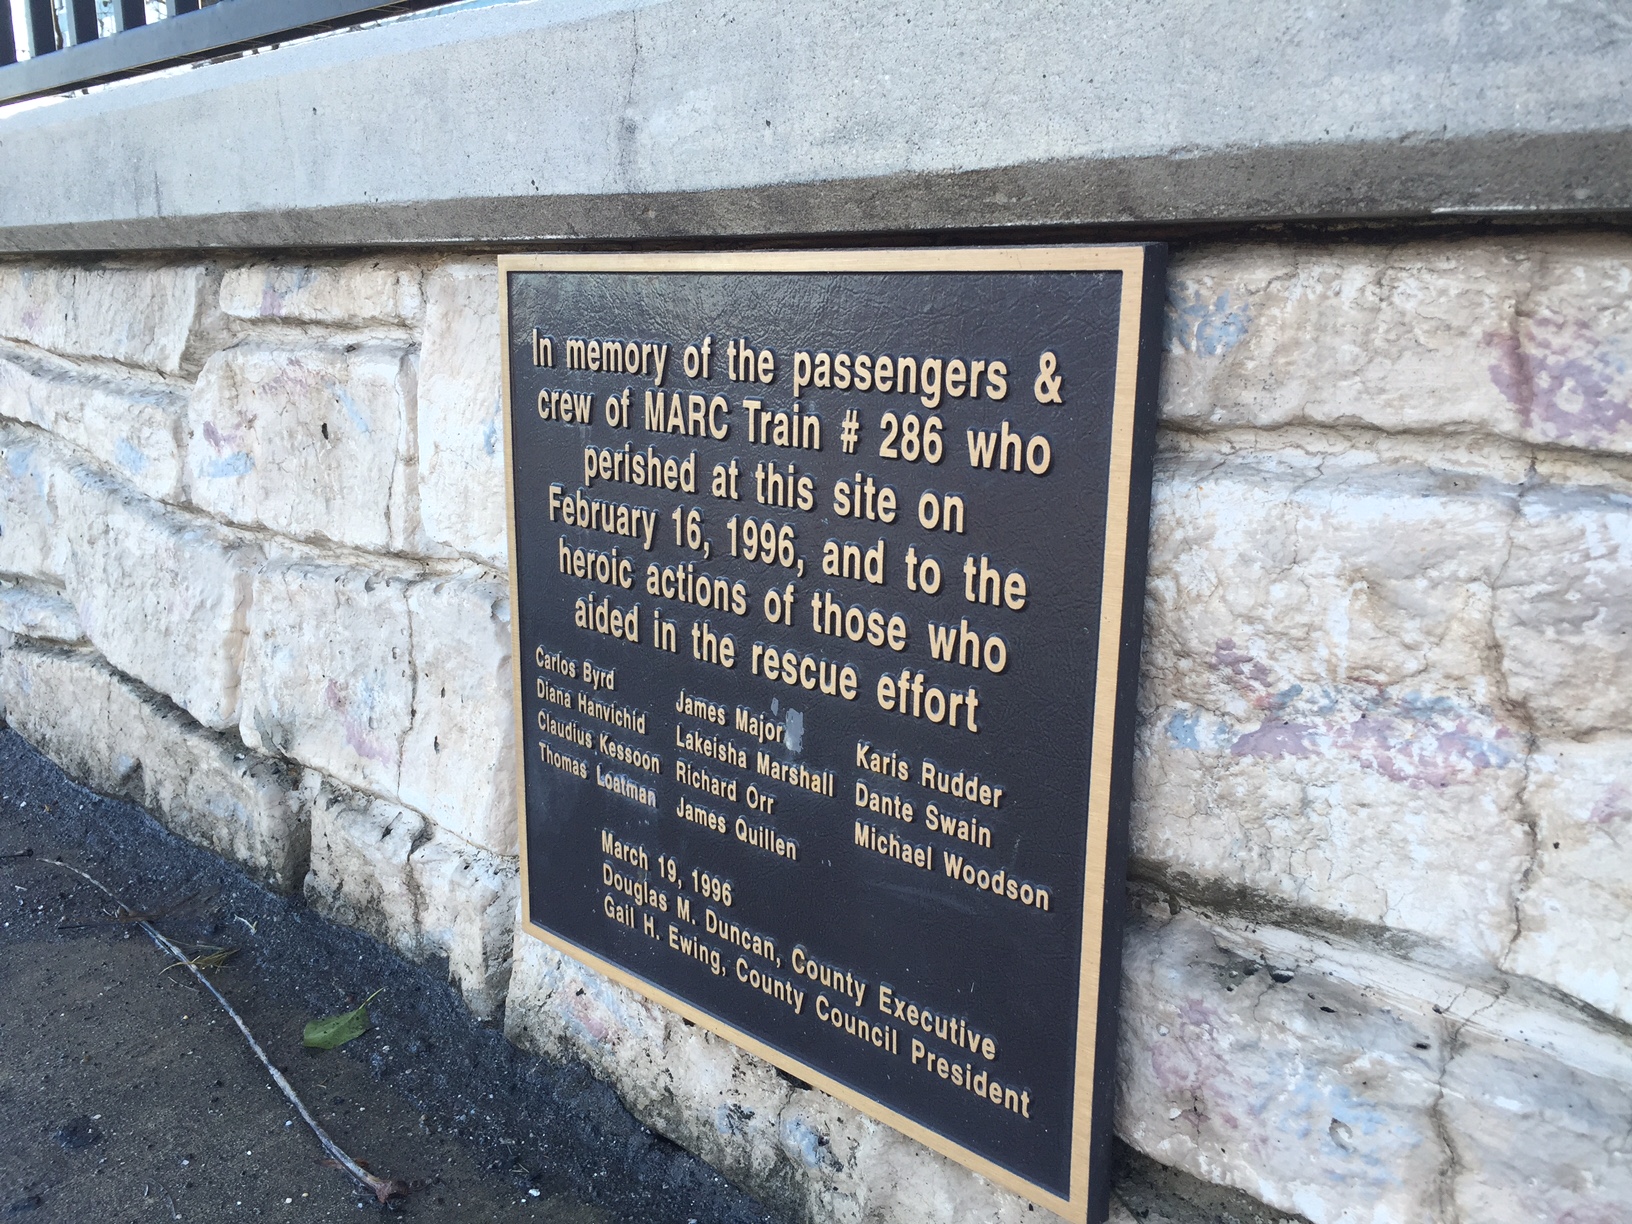 In memory of the passengers &
crew of MARC Train # 286 who
perished at this site on
February 16, 1996, and to the
heroic actions of those who
aided in the rescue effort
Carlos Byrd
Diana Hanvichid
Claudius Kessoon
Thomas Loatman
James Major
Lakeisha Marshall
Richard Orr
James Quillen
Karis Rudder
Dante Swain
Michael Woodson
March 19, 1996
Douglas M. Duncan, County Executive
Gail H. Ewing, County Council President